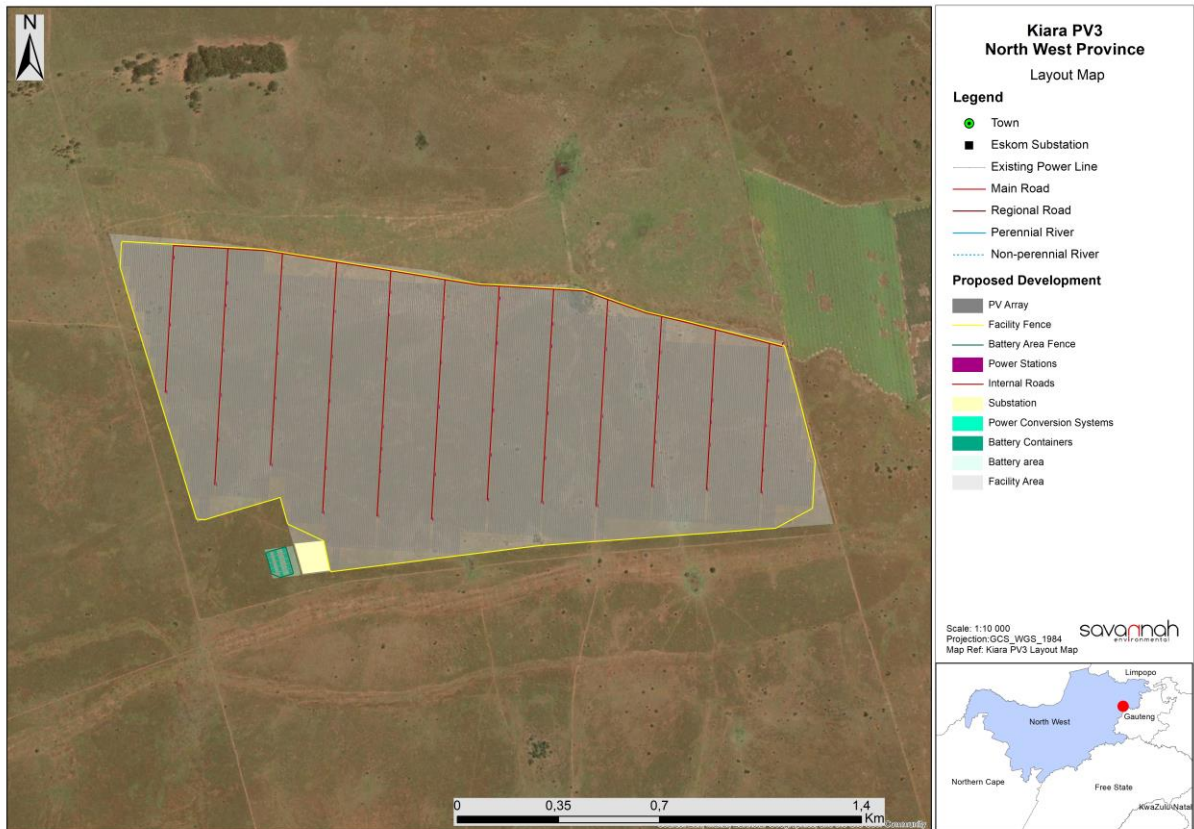 N
Kiara PV3
North West Province
Layout Map
Legend
Town
Eskom Substation
Existing Power Line
Main Road
Regional Road
Perennial River
Non-perennial River
Proposed Development
PV Array
Facility Fence
Battery Area Fence
Power Stations
Internal Roads
Substation
Power Conversion Systems
Battery Containers
Battery area
Facility Area
Scale: 1:10 000
Projection:GCS_WGS_1984
Map Ref: Kiara PV3 Layout Map
savannah
environmental
0 0,35 0,7 1,4
Km
Community
Limpopo
North West
Gauteng
Northern Cape
Free State
KwaZulu-Natal